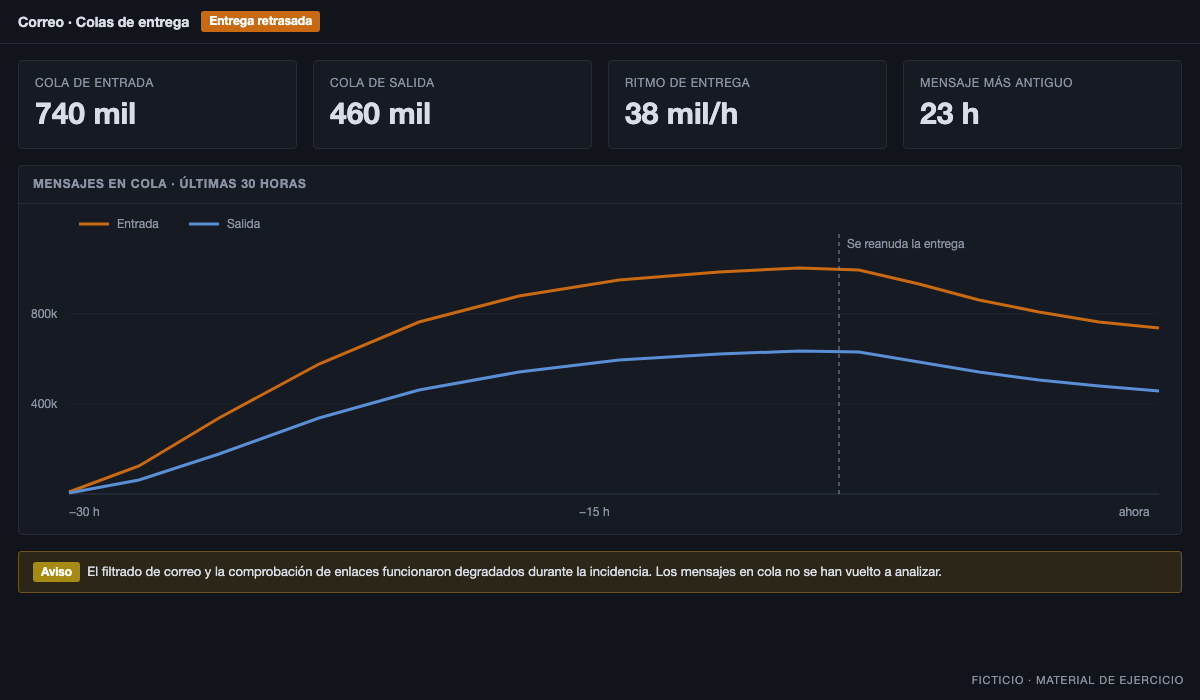 Correo · Colas de entrega
Entrega retrasada
COLA DE ENTRADA
740 mil
COLA DE SALIDA
460 mil
RITMO DE ENTREGA
38 mil/h
MENSAJE MÁS ANTIGUO
23 h
MENSAJES EN COLA · ÚLTIMAS 30 HORAS
Entrada
Salida
Se reanuda la entrega
800k
400k
−30 h
−15 h
ahora
Aviso
El filtrado de correo y la comprobación de enlaces funcionaron degradados durante la incidencia. Los mensajes en cola no se han vuelto a analizar.
FICTICIO · MATERIAL DE EJERCICIO